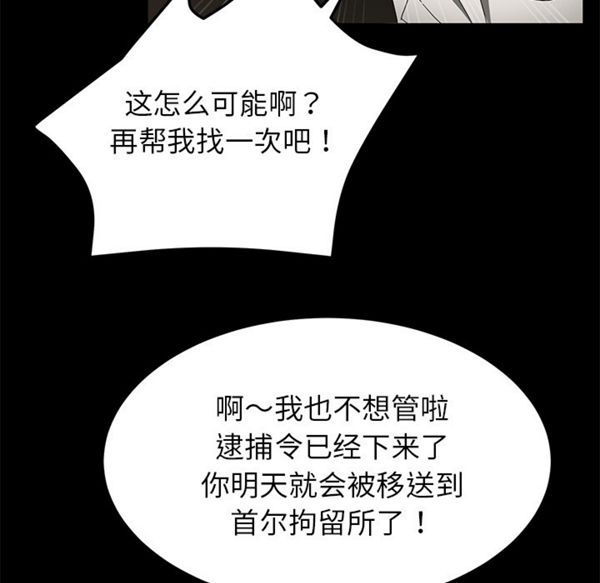 这怎么可能啊？
再帮我找一次吧！
啊～我也不想管啦
逮捕令已经下来了
你明天就会被移送到
首尔拘留所了！